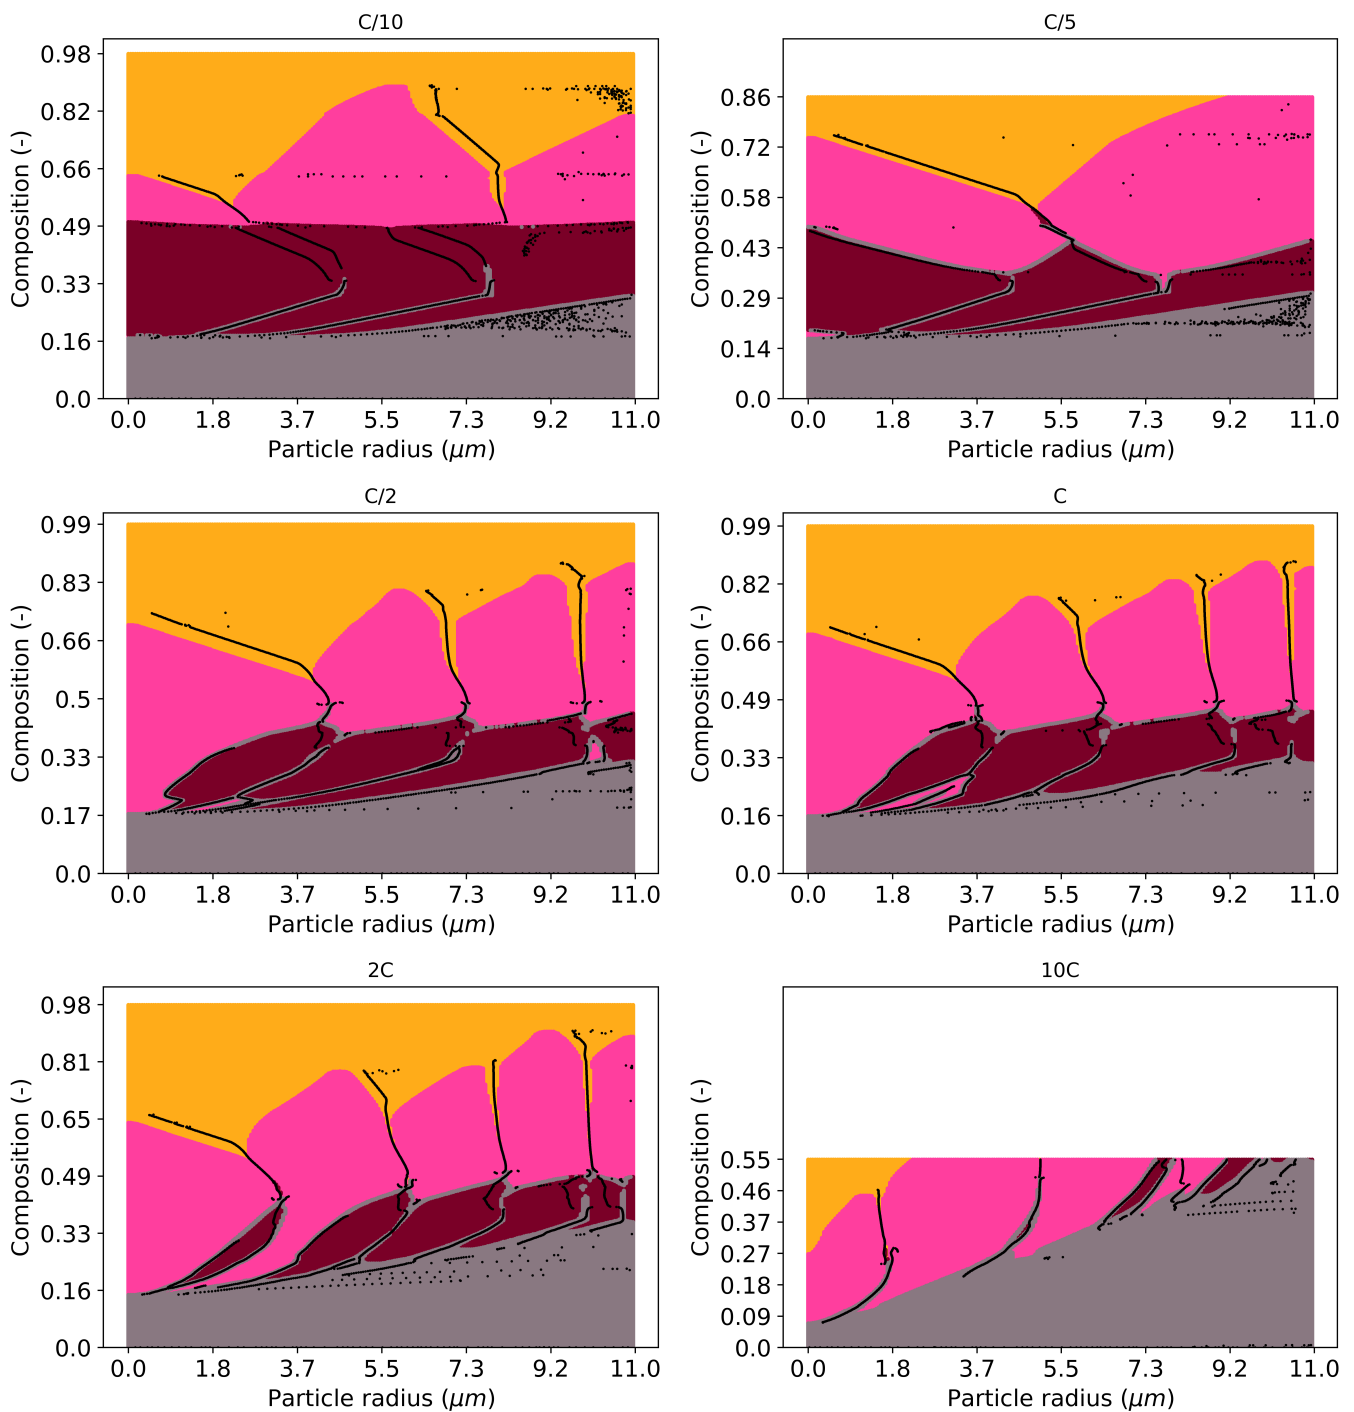 C/10
Composition (-)
0.98
0.82
0.66
0.49
0.33
0.16
0.0
0.0 1.8 3.7 5.5 7.3 9.2 11.0
Particle radius (μm)
C/5
Composition (-)
0.86
0.72
0.58
0.43
0.29
0.14
0.0
0.0 1.8 3.7 5.5 7.3 9.2 11.0
Particle radius (μm)
C/2
Composition (-)
0.99
0.83
0.66
0.5
0.33
0.17
0.0
0.0 1.8 3.7 5.5 7.3 9.2 11.0
Particle radius (μm)
C
Composition (-)
0.99
0.82
0.66
0.49
0.33
0.16
0.0
0.0 1.8 3.7 5.5 7.3 9.2 11.0
Particle radius (μm)
2C
Composition (-)
0.98
0.81
0.65
0.49
0.33
0.16
0.0
0.0 1.8 3.7 5.5 7.3 9.2 11.0
Particle radius (μm)
10C
Composition (-)
0.55
0.46
0.37
0.27
0.18
0.09
0.0
0.0 1.8 3.7 5.5 7.3 9.2 11.0
Particle radius (μm)